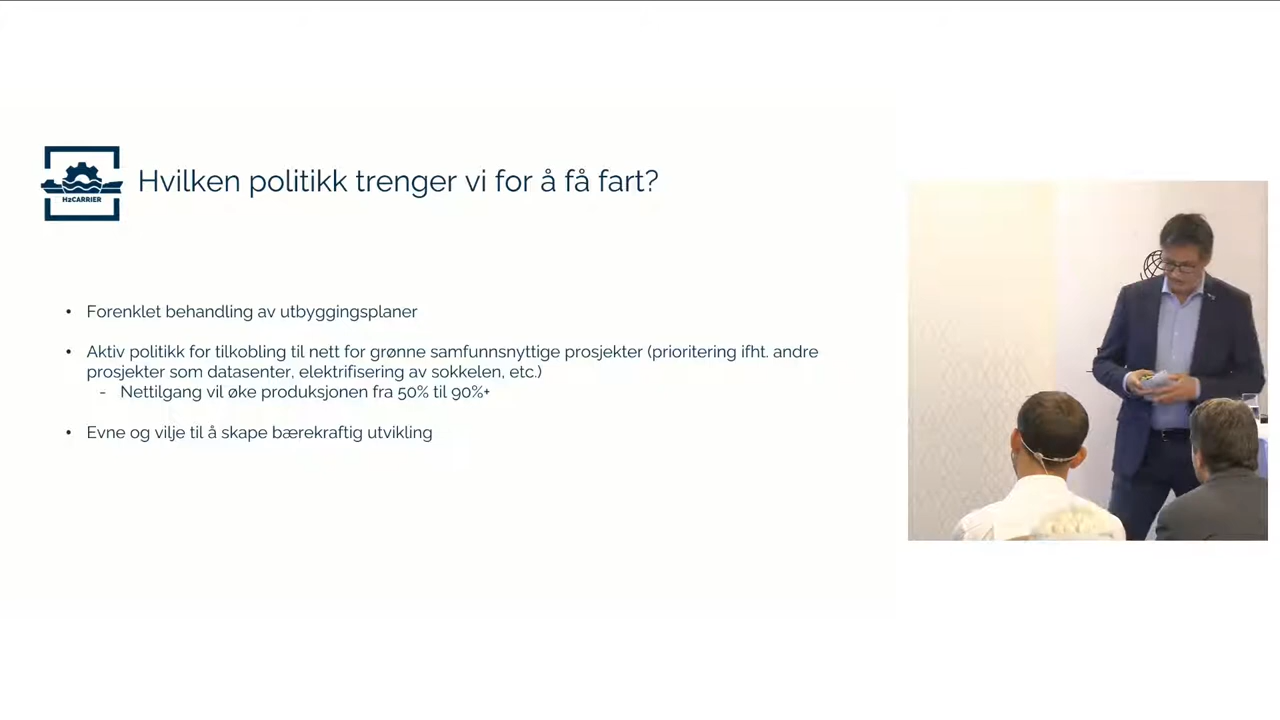 H2CARRIER
Hvilken politikk trenger vi for å få fart?
• Forenklet behandling av utbyggingsplaner
• Aktiv politikk for tilkobling til nett for grønne samfunnsnyttige prosjekter (prioritering ifht. andre
prosjekter som datasenter, elektrifisering av sokkelen, etc.)
- Nettilgang vil øke produksjonen fra 50% til 90%+
• Evne og vilje til å skape bærekraftig utvikling